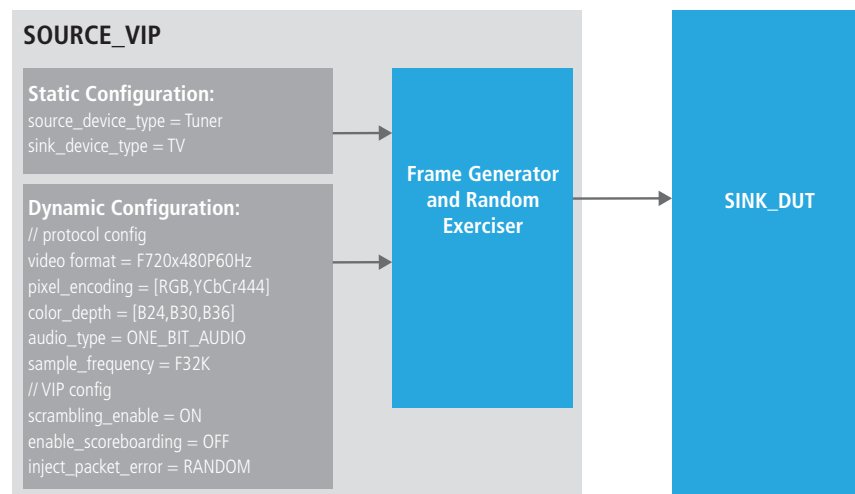 SOURCE_VIP
Static Configuration:
source_device_type = Tuner
sink_device_type = TV
Dynamic Configuration:
// protocol config
video format = F720x480P60Hz
pixel_encoding = [RGB,YCbCr444]
color_depth = [B24,B30,B36]
audio_type = ONE_BIT_AUDIO
sample_frequency = F32K
// VIP config
scrambling_enable = ON
enable_scoreboarding = OFF
inject_packet_error = RANDOM
Frame Generator
and Random
Exerciser
SINK_DUT